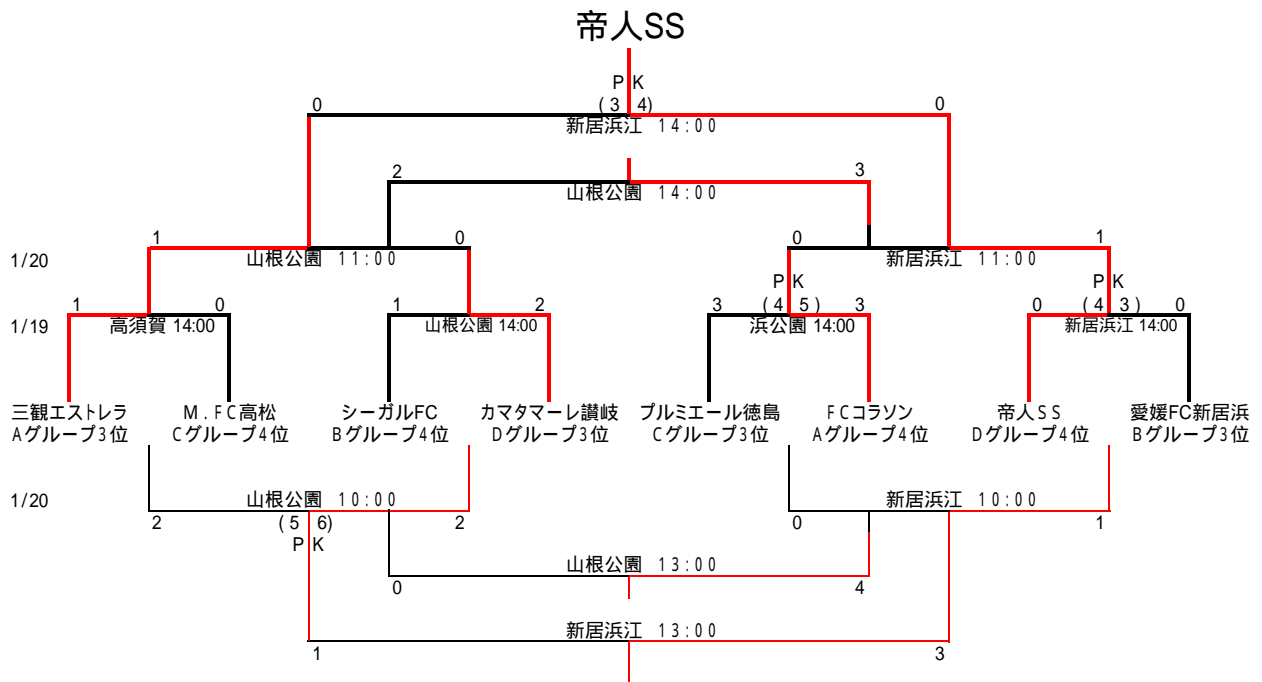 帝人SS
P K
0 (3 4) 0
新居浜江 14:00
2 3
山根公園 14:00
1 0 0 1
1/20 山根公園 11:00 新居浜江 11:00
P K P K
1 0 1 2 3 (4 5) 3 0 (4 3) 0
1/19 高須賀 14:00 山根公園 14:00 浜公園 14:00 新居浜江 14:00
三観エストレラ M.FC高松 シーガルFC カマタマーレ讃岐 プルミエール徳島 FCコラソン 帝人SS 愛媛FC新居浜
Aグループ3位 Cグループ4位 Bグループ4位 Dグループ3位 Cグループ3位 Aグループ4位 Dグループ4位 Bグループ3位
1/20 山根公園 10:00 新居浜江 10:00
2 (5 6) 2 0 1
P K
山根公園 13:00
0 4
新居浜江 13:00
1 3